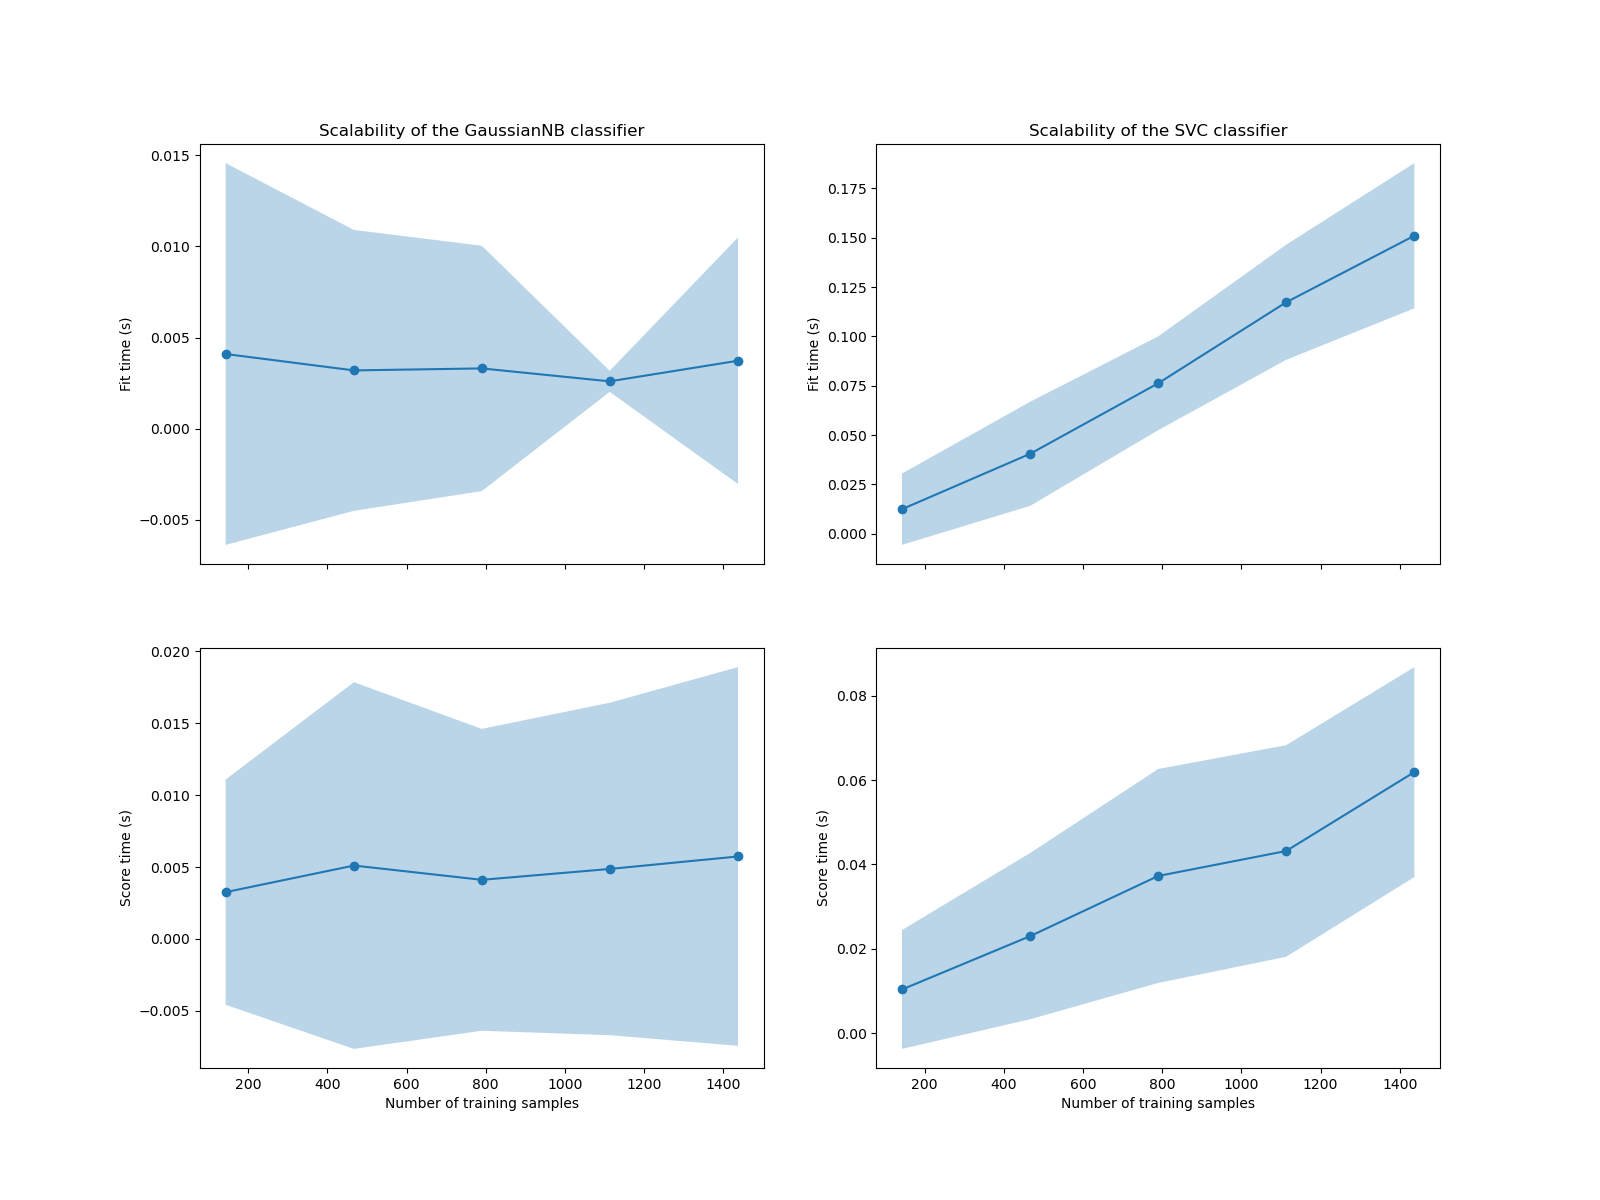 Scalability of the GaussianNB classifier
0.015
0.010
0.005
0.000
−0.005
Fit time (s)
Scalability of the SVC classifier
0.175
0.150
0.125
0.100
0.075
0.050
0.025
0.000
Fit time (s)
0.020
0.015
0.010
0.005
0.000
−0.005
Score time (s)
200 400 600 800 1000 1200 1400
Number of training samples
0.08
0.06
0.04
0.02
0.00
Score time (s)
200 400 600 800 1000 1200 1400
Number of training samples